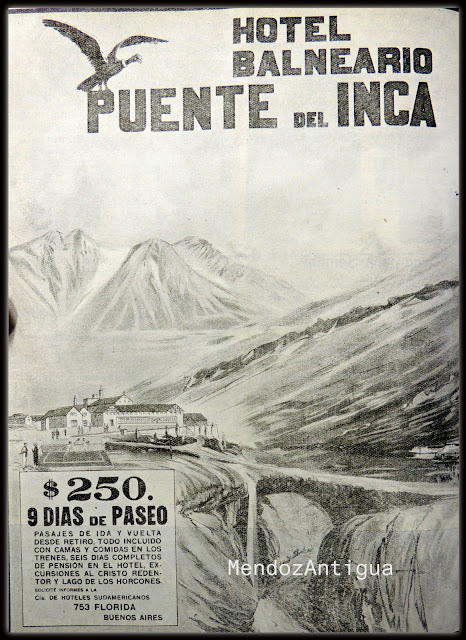 HOTEL
BALNEARIO
PUENTE DEL INCA
$250.
9 DIAS DE PASEO
PASAJES DE IDA Y VUELTA
DESDE RETIRO, TODO INCLUIDO
CON CAMAS Y COMIDAS EN LOS
TRENES, SEIS DIAS COMPLETOS
DE PENSIÓN EN EL HOTEL, EX-
CURSIONES AL CRISTO REDEN-
TOR Y LAGO DE LOS HORCONES.
SOLICITE INFORMES A LA
Cía. DE HOTELES SUDAMERICANOS
753 FLORIDA
BUENOS AIRES
MendozAntigua